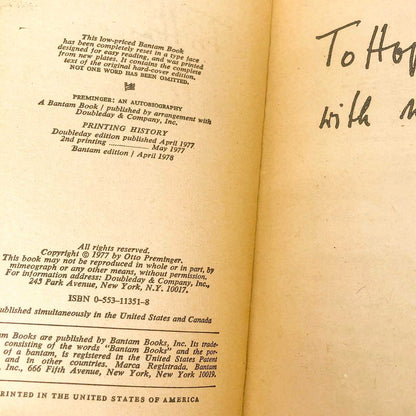 This low-priced Bantam Book
has been completely reset in a type face
designed for easy reading, and was printed
from new plates. It contains the complete
text of the original hard-cover edition.
NOT ONE WORD HAS BEEN OMITTED.
PREMINGER: AN AUTOBIOGRAPHY
A Bantam Book / published by arrangement with
Doubleday & Company, Inc.
PRINTING HISTORY
Doubleday edition published April 1977
2nd printing .............. May 1977
Bantam edition / April 1978
All rights reserved.
Copyright © 1977 by Otto Preminger.
This book may not be reproduced in whole or in part, by
mimeograph or any other means, without permission.
For information address: Doubleday & Company, Inc.,
245 Park Avenue, New York, N.Y. 10017.
ISBN 0-553-11351-8
ublished simultaneously in the United States and Canada
am Books are published by Bantam Books, Inc. Its trade-
consisting of the words "Bantam Books" and the por-
of a bantam, is registered in the United States Patent
and in other countries. Marca Registrada. Bantam
Inc., 666 Fifth Avenue, New York, New York 10019.
RINTED IN THE UNITED STATES OF AMERICA
To Hop
with